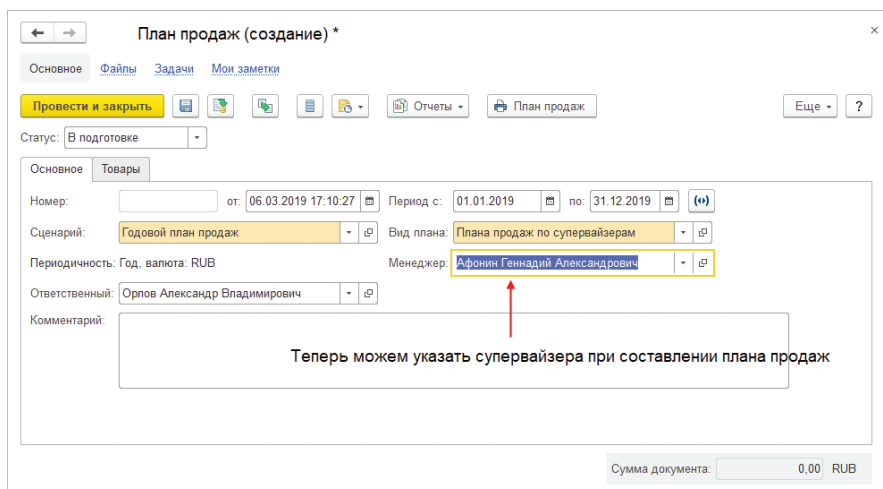 План продаж (создание) *
Основное Файлы Задачи Мои заметки
Провести и закрыть Отчеты План продаж Еще ?
Статус: В подготовке
Основное Товары
Номер: от: 06.03.2019 17:10:27 Период с: 01.01.2019 по: 31.12.2019
Сценарий: Годовой план продаж Вид плана: Плана продаж по супервайзерам
Периодичность: Год, валюта: RUB Менеджер: Афонин Геннадий Александрович
Ответственный: Орлов Александр Владимирович
Комментарий:
Теперь можем указать супервайзера при составлении плана продаж
Сумма документа: 0,00 RUB